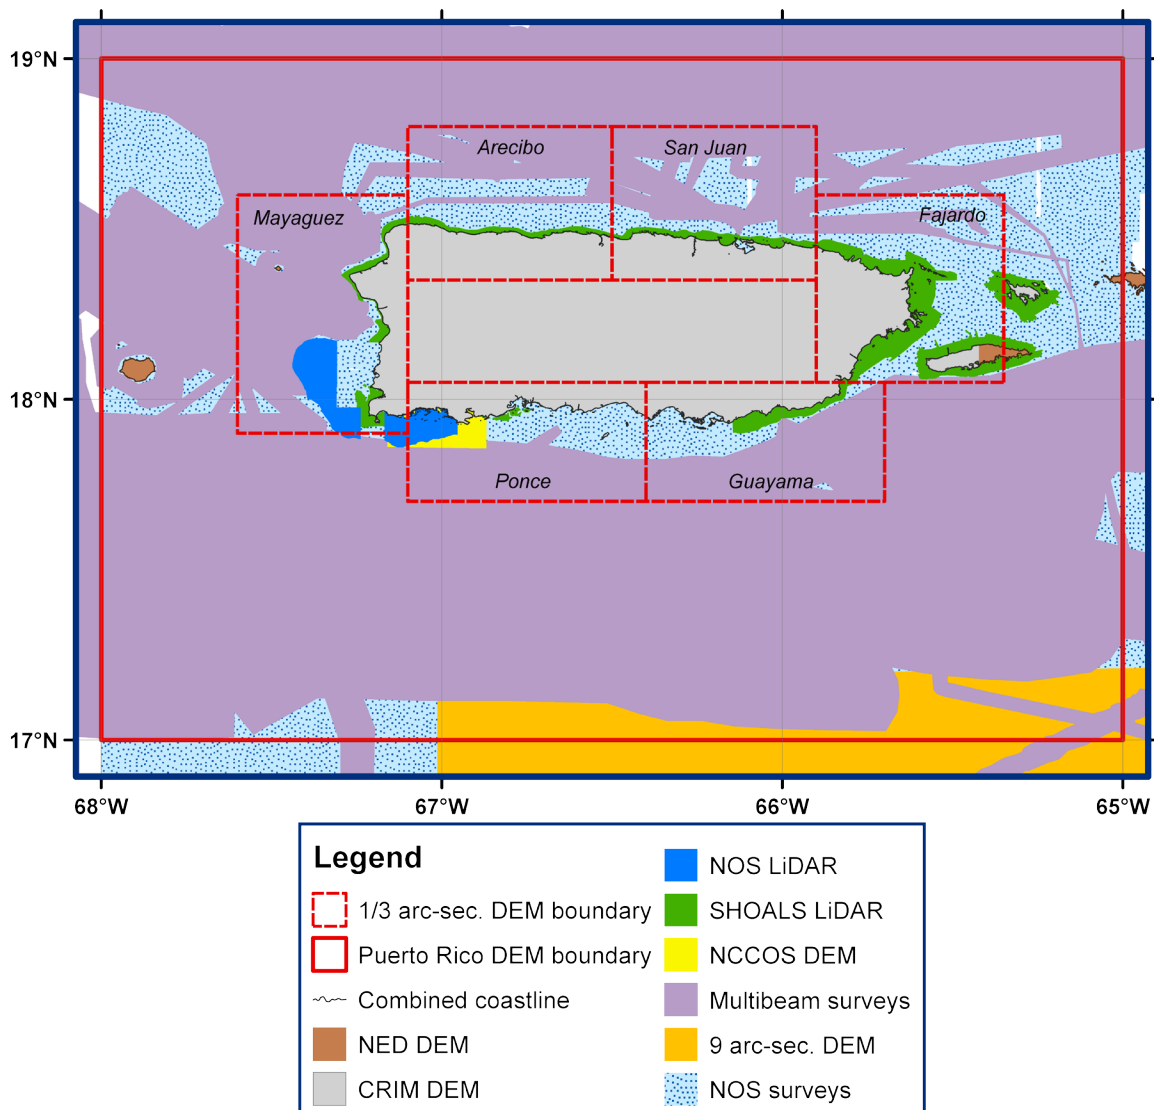 19°N
Arecibo
San Juan
Mayaguez
Fajardo
18°N
Ponce
Guayama
17°N
68°W
67°W
66°W
65°W
Legend
1/3 arc-sec. DEM boundary
Puerto Rico DEM boundary
Combined coastline
NED DEM
CRIM DEM
NOS LiDAR
SHOALS LiDAR
NCCOS DEM
Multibeam surveys
9 arc-sec. DEM
NOS surveys